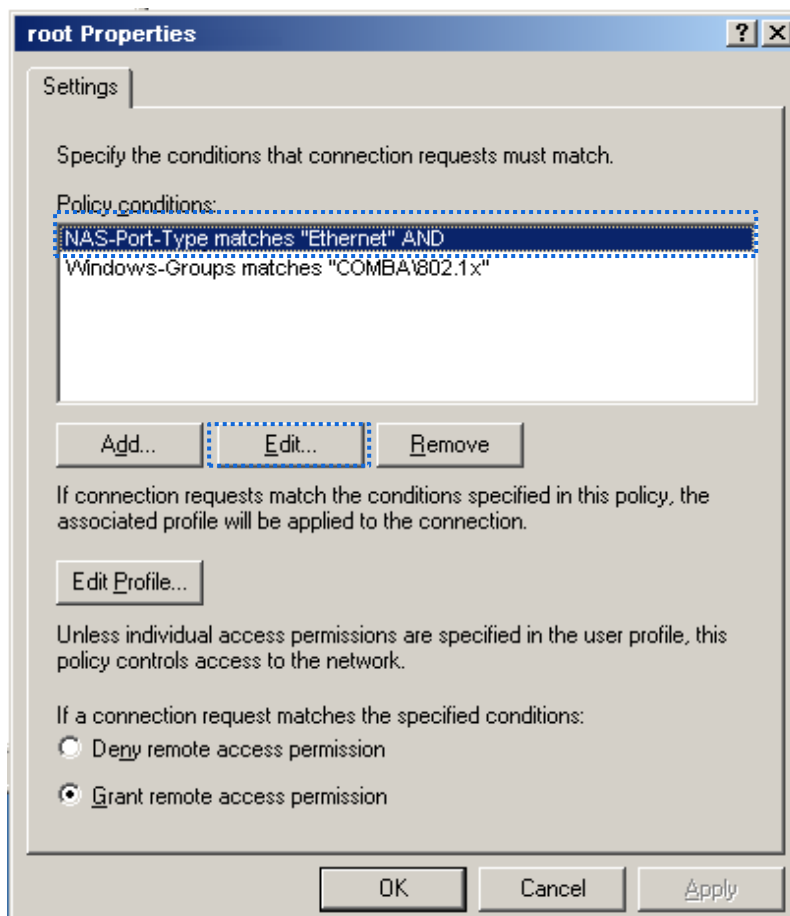 root Properties
Settings
Specify the conditions that connection requests must match.
Policy conditions:
NAS-Port-Type matches "Ethernet" AND
Windows-Groups matches "COMBA\802.1x"
Add... Edit... Remove
If connection requests match the conditions specified in this policy, the
associated profile will be applied to the connection.
Edit Profile...
Unless individual access permissions are specified in the user profile, this
policy controls access to the network.
If a connection request matches the specified conditions:
Deny remote access permission
Grant remote access permission
OK Cancel Apply